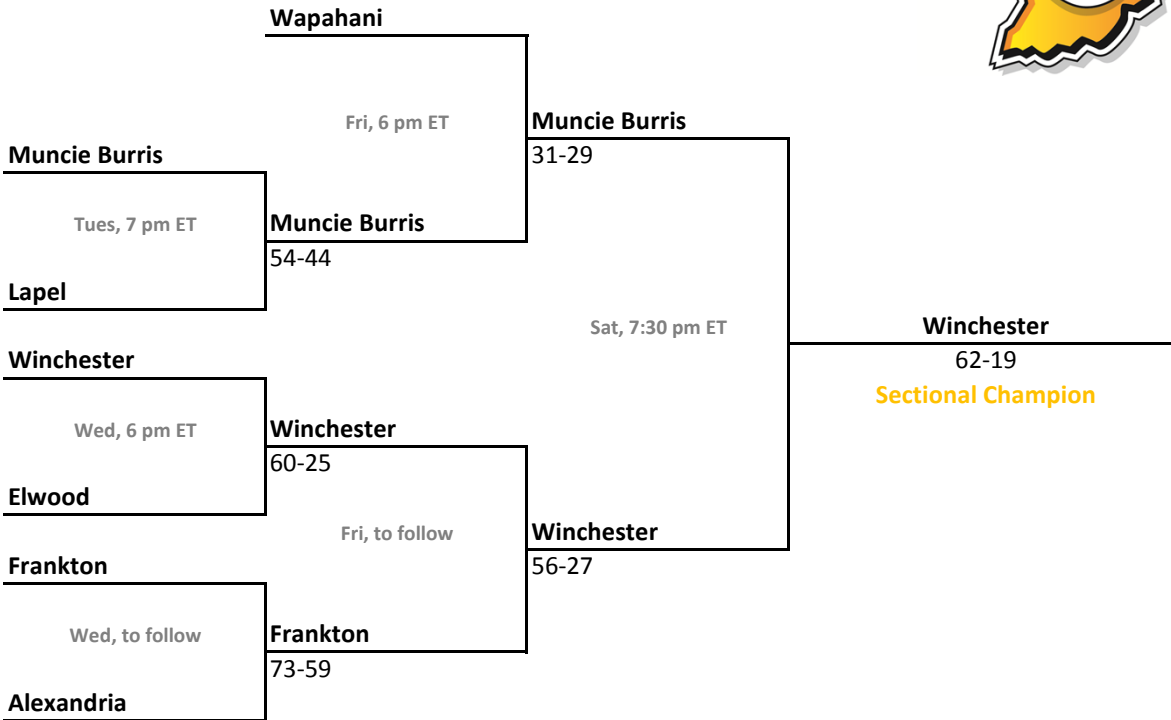 Wapahani
Fri, 6 pm ET
Muncie Burris
31-29
Muncie Burris
Tues, 7 pm ET
Muncie Burris
54-44
Lapel
Sat, 7:30 pm ET
Winchester
62-19
Sectional Champion
Winchester
Wed, 6 pm ET
Winchester
60-25
Elwood
Fri, to follow
Winchester
56-27
Frankton
Wed, to follow
Frankton
73-59
Alexandria